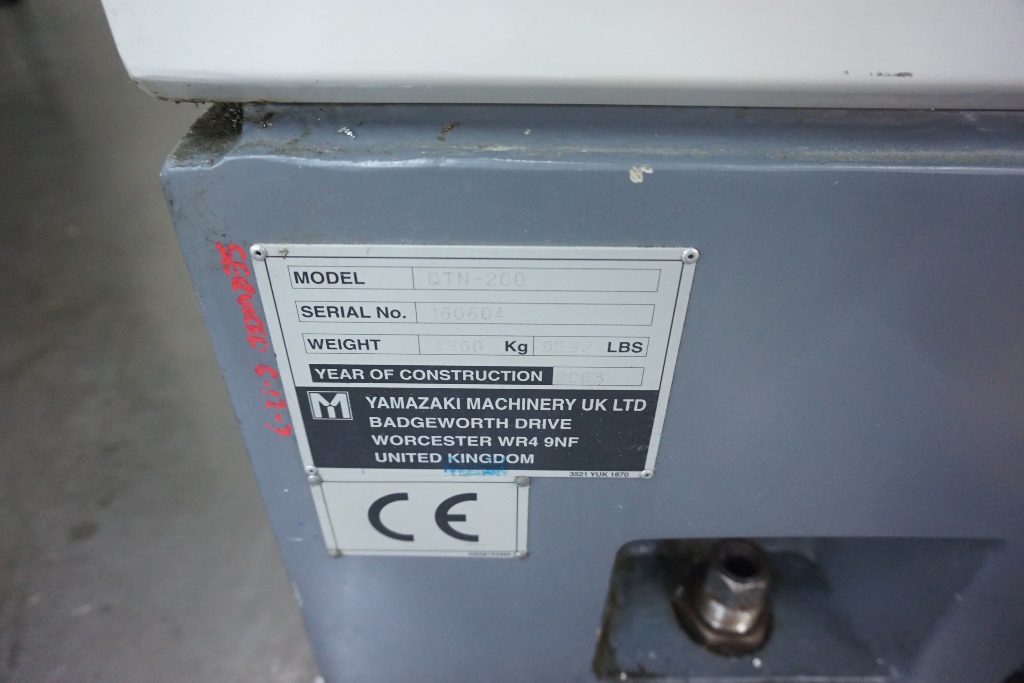 MODEL QTN-200
SERIAL No. 160604
WEIGHT 4360 Kg LBS
YEAR OF CONSTRUCTION
YAMAZAKI MACHINERY UK LTD
BADGEWORTH DRIVE
WORCESTER WR4 9NF
UNITED KINGDOM
3521 YUK 1870
CE